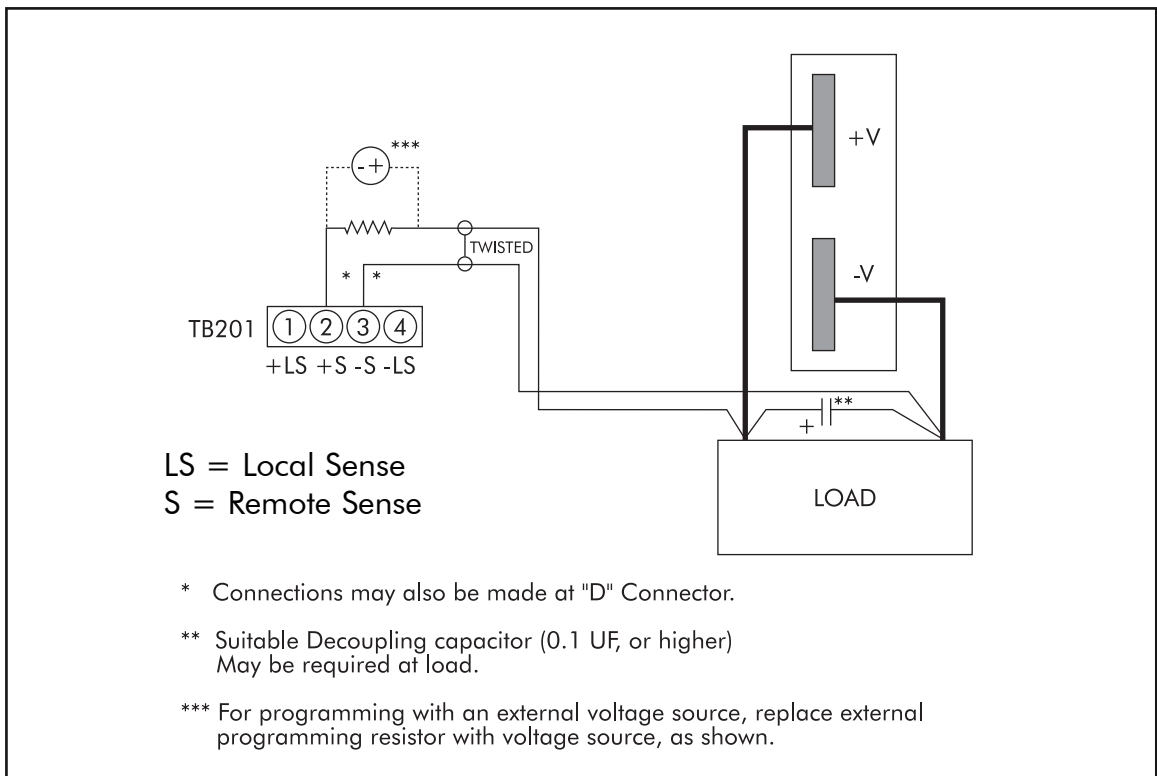 ***
- +
+V
TWISTED
* *
-V
TB201 1 2 3 4
+LS +S -S -LS
**
+
LS = Local Sense
S = Remote Sense
LOAD
* Connections may also be made at "D" Connector.
** Suitable Decoupling capacitor (0.1 UF, or higher)
May be required at load.
*** For programming with an external voltage source, replace external
programming resistor with voltage source, as shown.